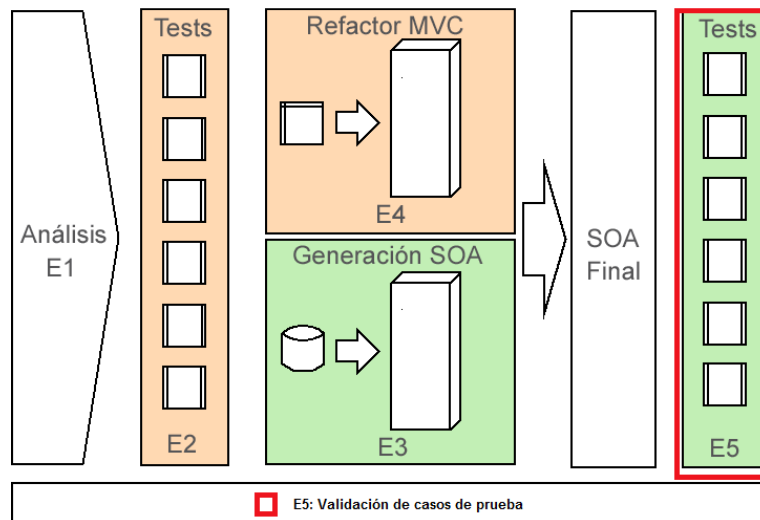 Análisis
E1
Tests
E2
Refactor MVC
E4
Generación SOA
E3
SOA
Final
Tests
E5
E5: Validación de casos de prueba